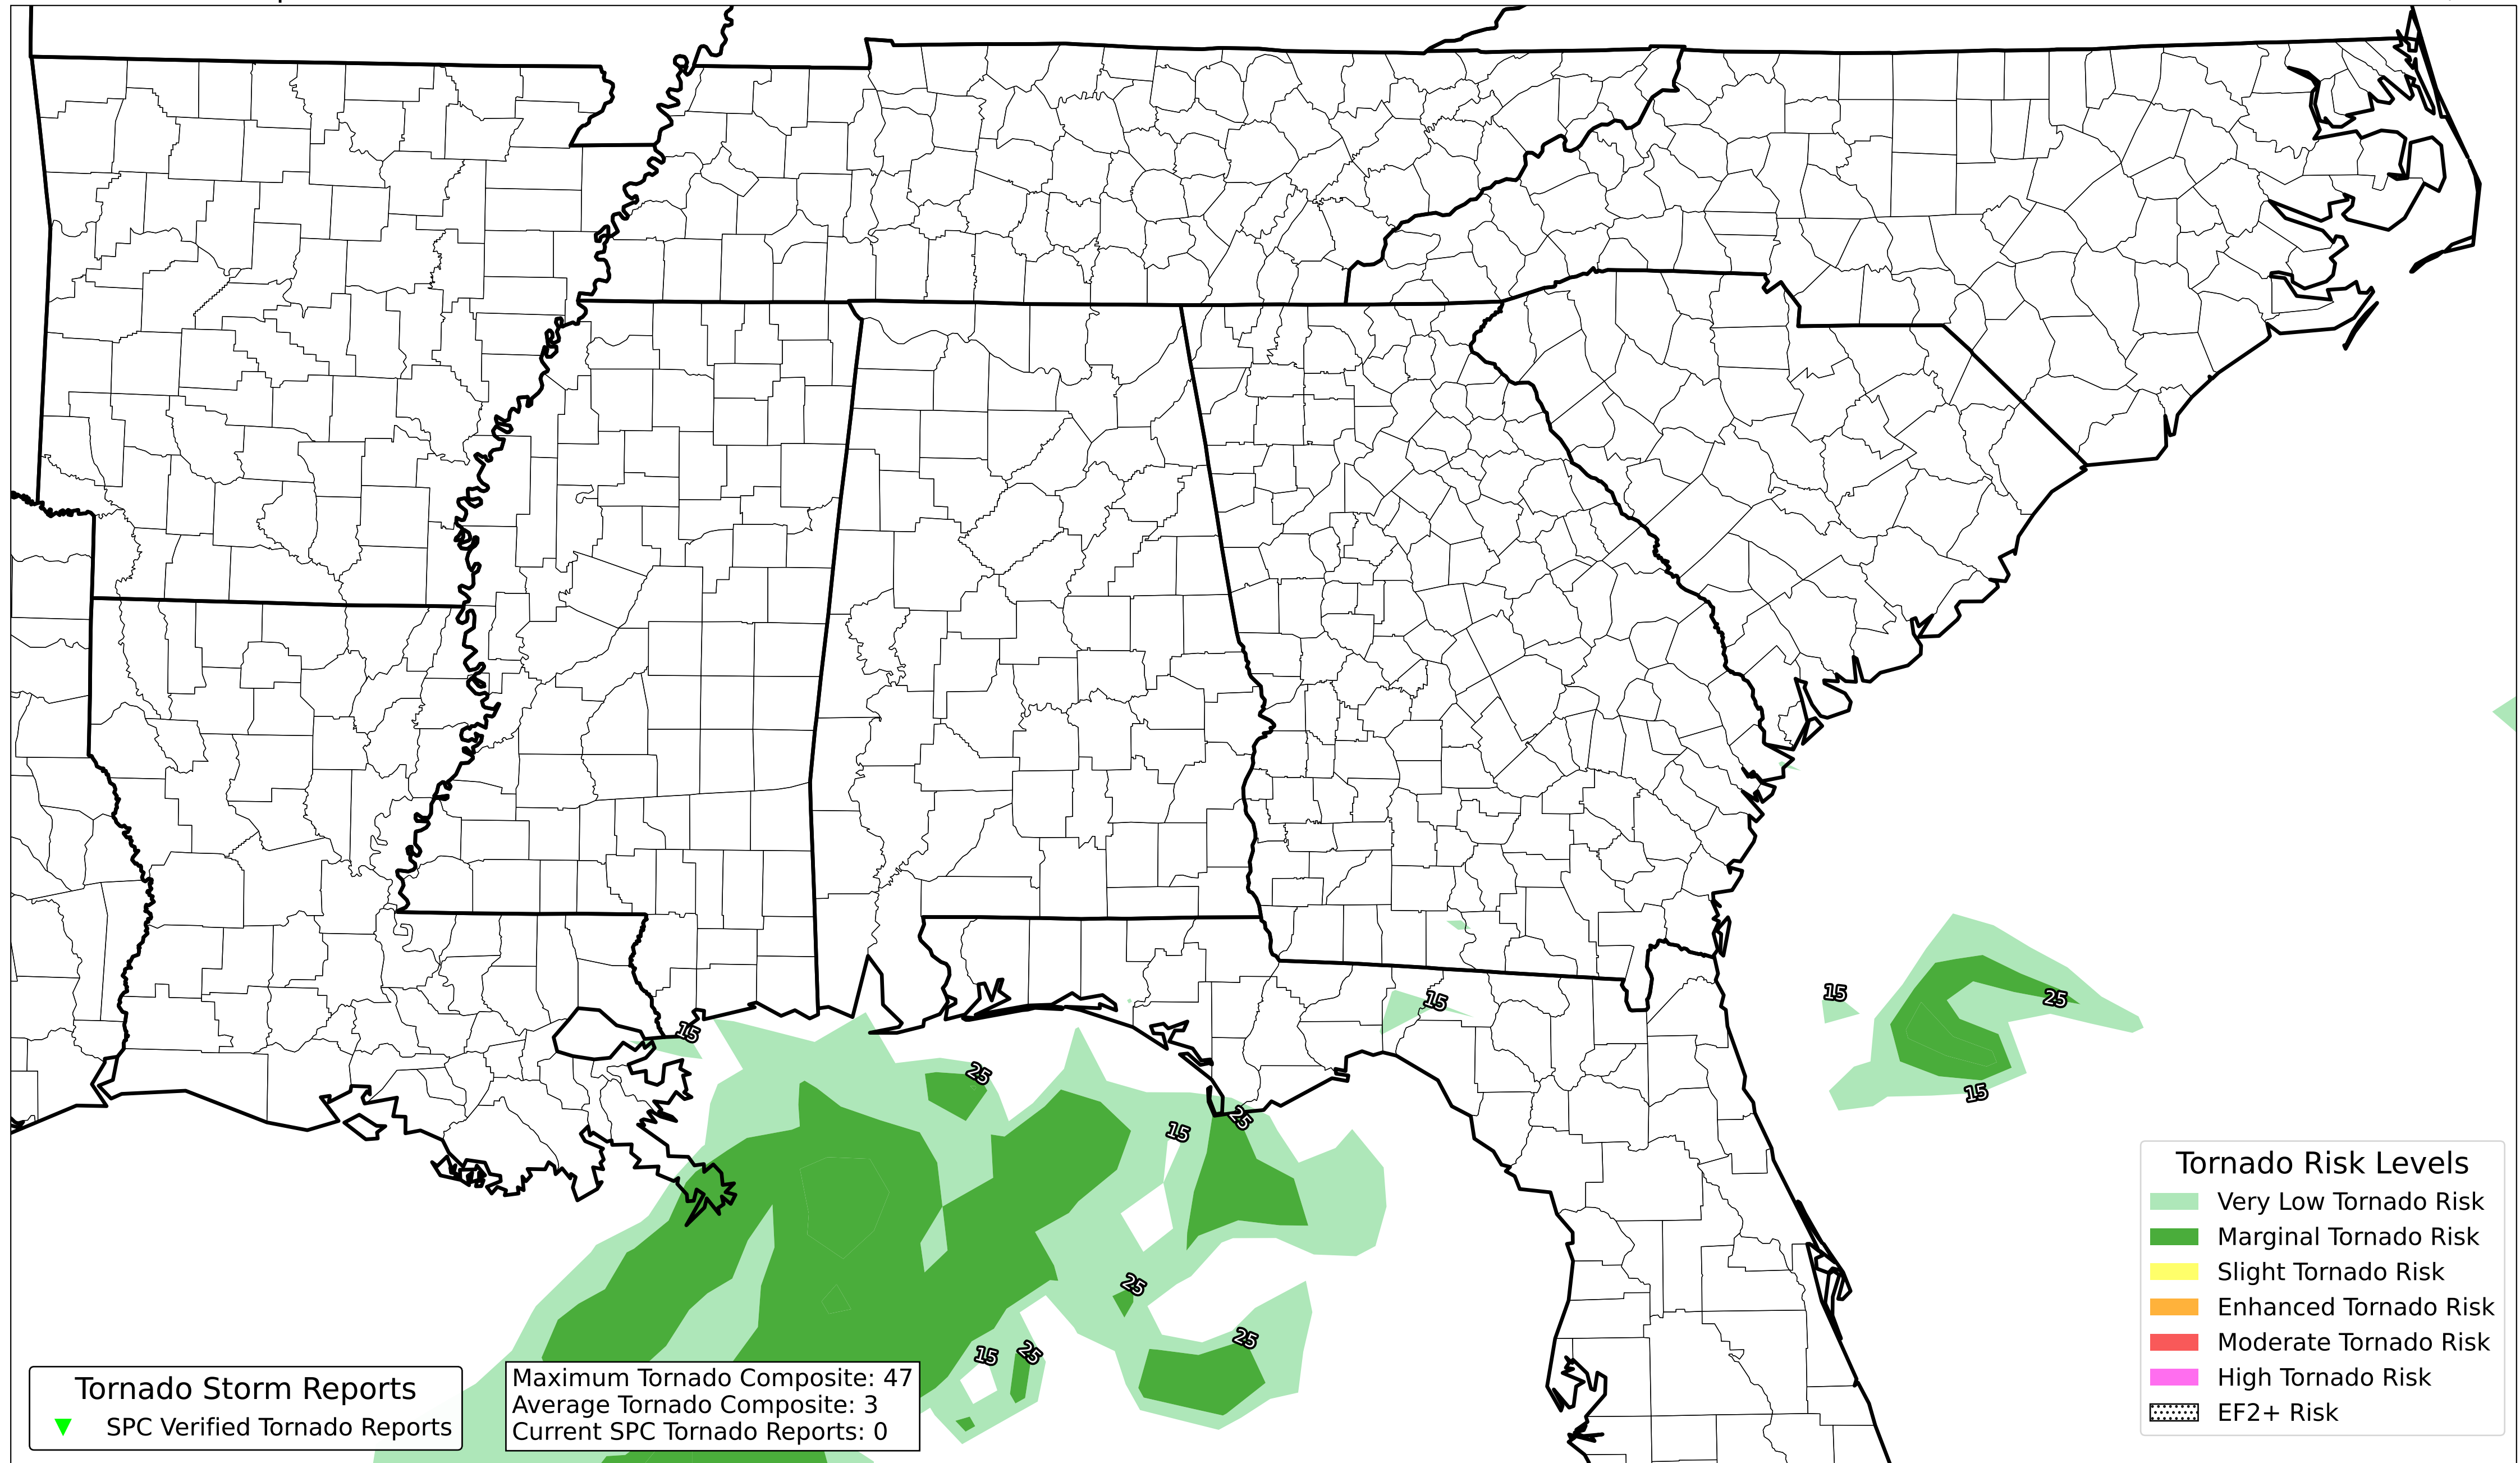 15
25
15
15
25
25
15
15
25
25
15
25
Tornado Risk Levels
Very Low Tornado Risk
Marginal Tornado Risk
Slight Tornado Risk
Enhanced Tornado Risk
Moderate Tornado Risk
High Tornado Risk
EF2+ Risk
Tornado Storm Reports
SPC Verified Tornado Reports
Maximum Tornado Composite: 47
Average Tornado Composite: 3
Current SPC Tornado Reports: 0